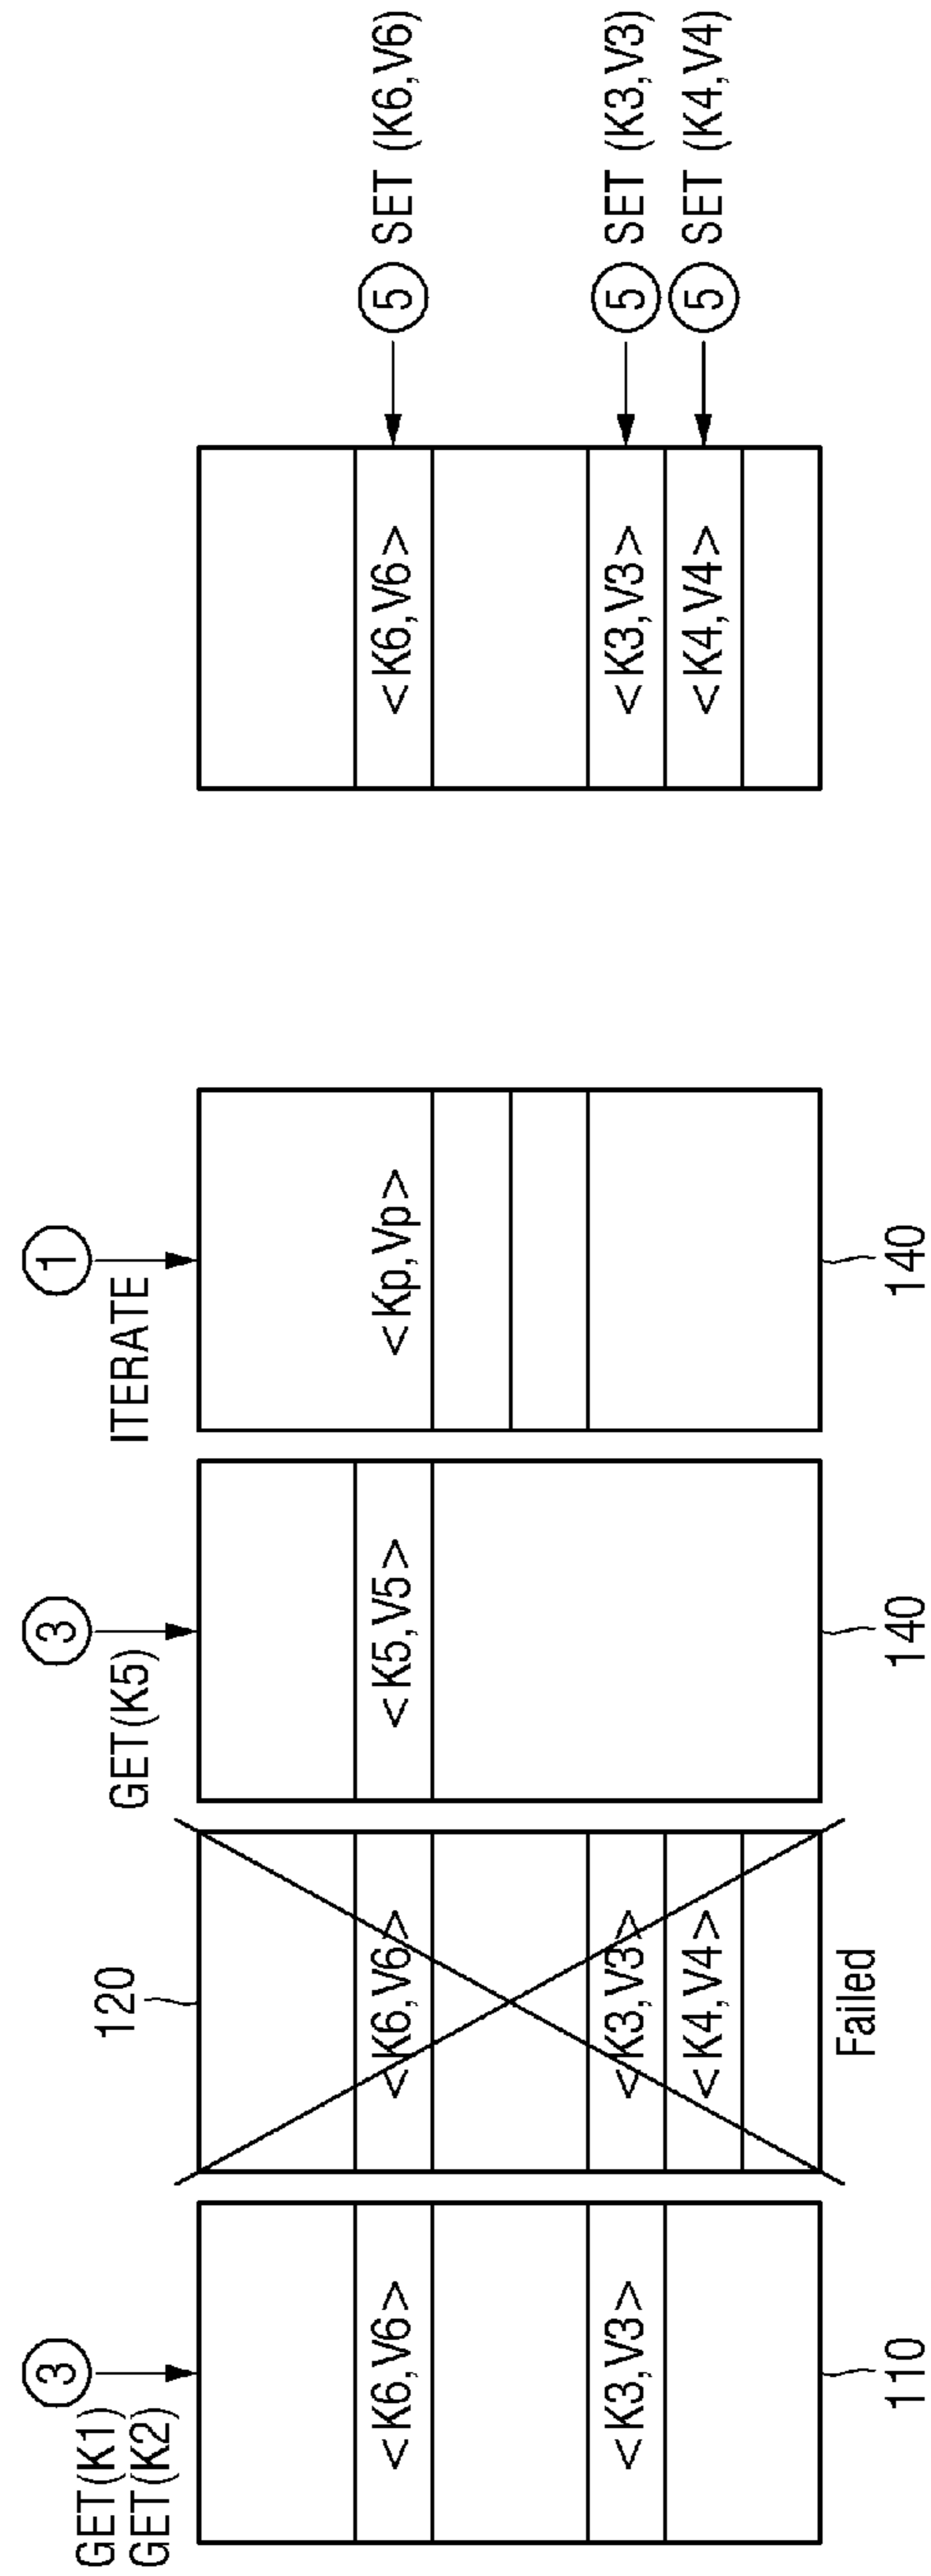 3
GET(K1)
GET(K2)
<K6,V6>
<K3,V3>
110
120
<K6,V6>
<K3,V3>
<K4,V4>
Failed
3
GET(K5)
<K5,V5>
140
1
ITERATE
<Kp,Vp>
140
<K6,V6>
<K3,V3>
<K4,V4>
5 SET (K6,V6)
5 SET (K3,V3)
5 SET (K4,V4)